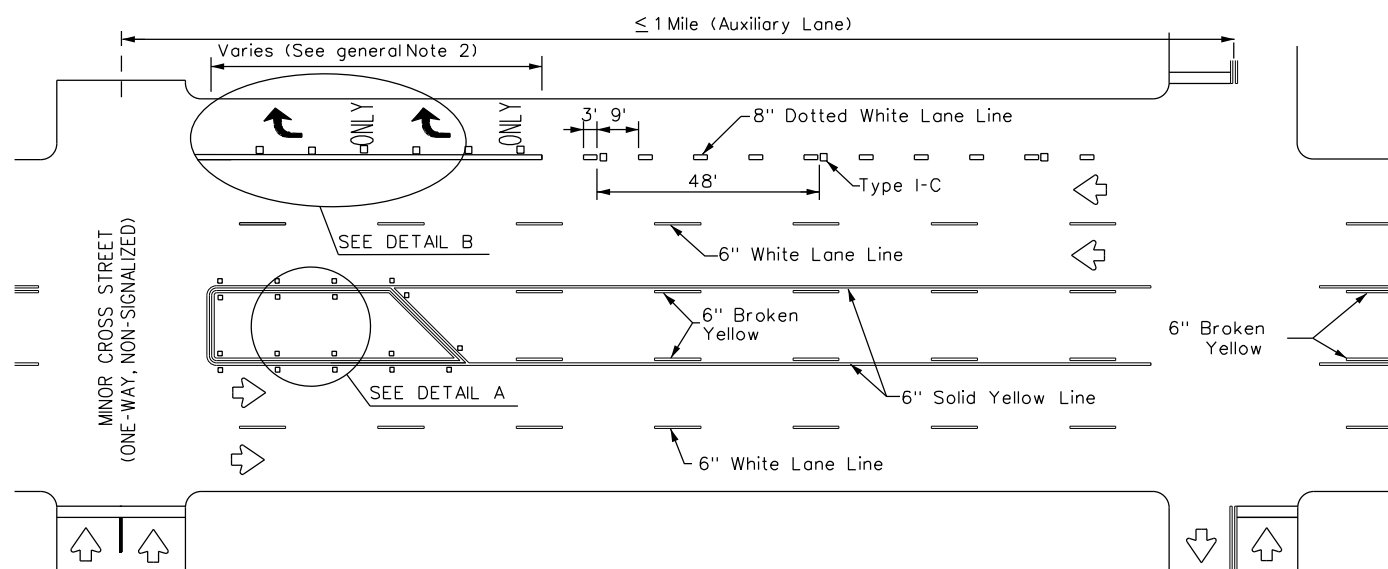 ≤ 1 Mile (Auxiliary Lane)
Varies (See general Note 2)
ONLY
ONLY
3' 9'
8" Dotted White Lane Line
48'
Type I-C
SEE DETAIL B
6" White Lane Line
MINOR CROSS STREET
(ONE-WAY, NON-SIGNALIZED)
6" Broken
Yellow
6" Broken
Yellow
SEE DETAIL A
6" Solid Yellow Line
6" White Lane Line